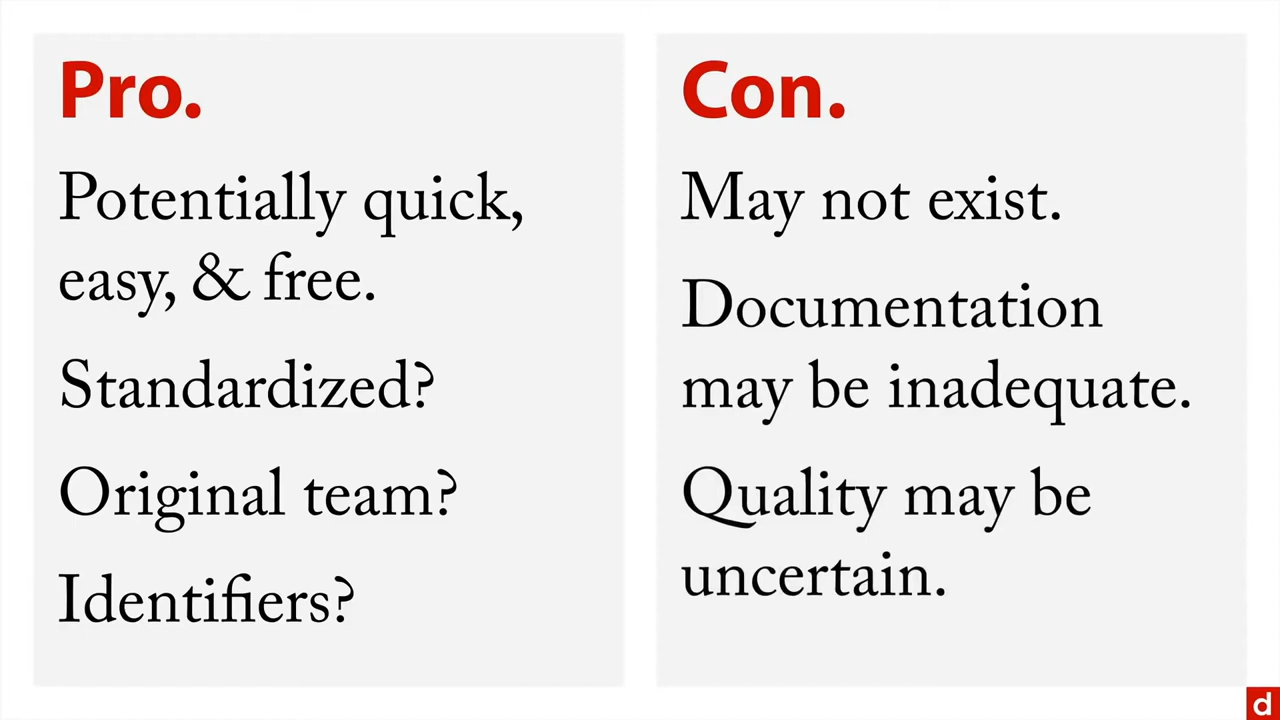 Pro.
Potentially quick,
easy, & free.
Standardized?
Original team?
Identifiers?
Con.
May not exist.
Documentation
may be inadequate.
Quality may be
uncertain.
d